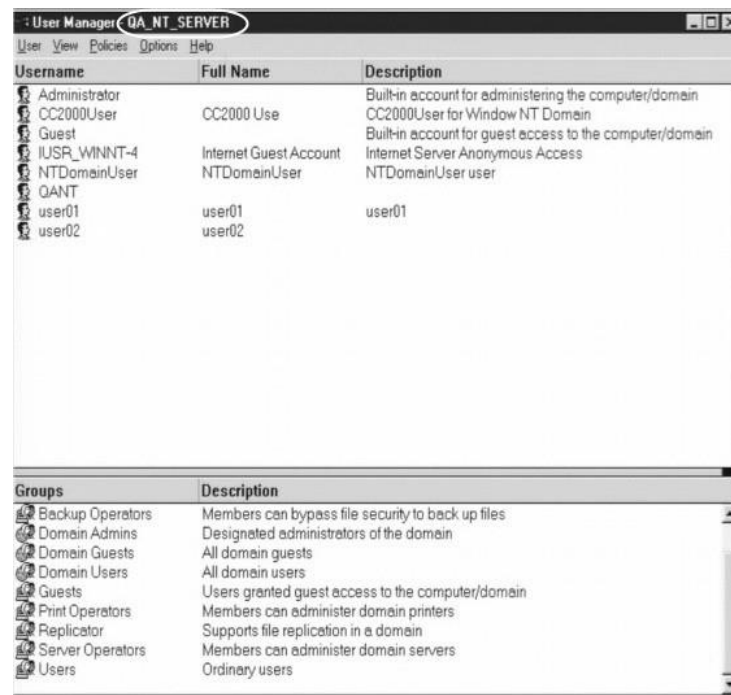 User Manager - QA_NT_SERVER
User View Policies Options Help
Username Full Name Description
Administrator Built-in account for administering the computer/domain
CC2000User CC2000 Use CC2000User for Window NT Domain
Guest Built-in account for guest access to the computer/domain
IUSR_WINNT-4 Internet Guest Account Internet Server Anonymous Access
NTDomainUser NTDomainUser NTDomainUser user
QANT
user01 user01 user01
user02 user02
Groups Description
Backup Operators Members can bypass file security to back up files
Domain Admins Designated administrators of the domain
Domain Guests All domain guests
Domain Users All domain users
Guests Users granted guest access to the computer/domain
Print Operators Members can administer domain printers
Replicator Supports file replication in a domain
Server Operators Members can administer domain servers
Users Ordinary users